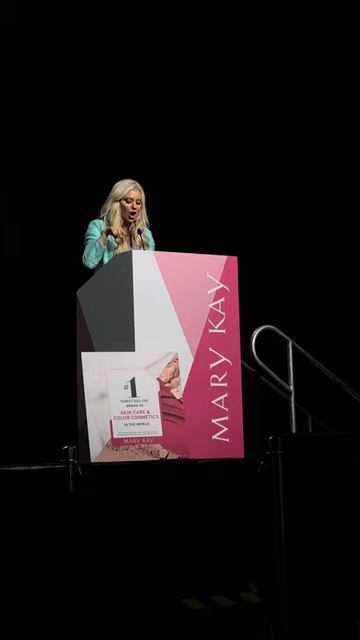 MARY KAY
#1
DIRECT SELLING
BRAND OF
SKIN CARE &
COLOR COSMETICS
IN THE WORLD
MARY KAY